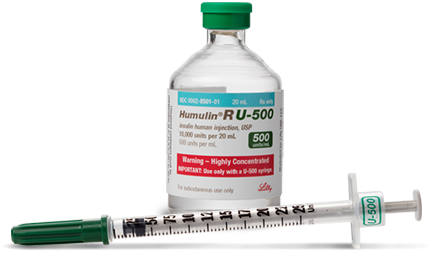 NDC 0002-8501-01 20 mL Rx only
Humulin® R U-500
insulin human injection, USP
10,000 units per 20 mL
500 units per mL
500
units/mL
Warning – Highly Concentrated
IMPORTANT: Use only with a U-500 syringe
For subcutaneous use only
Lilly
U-500